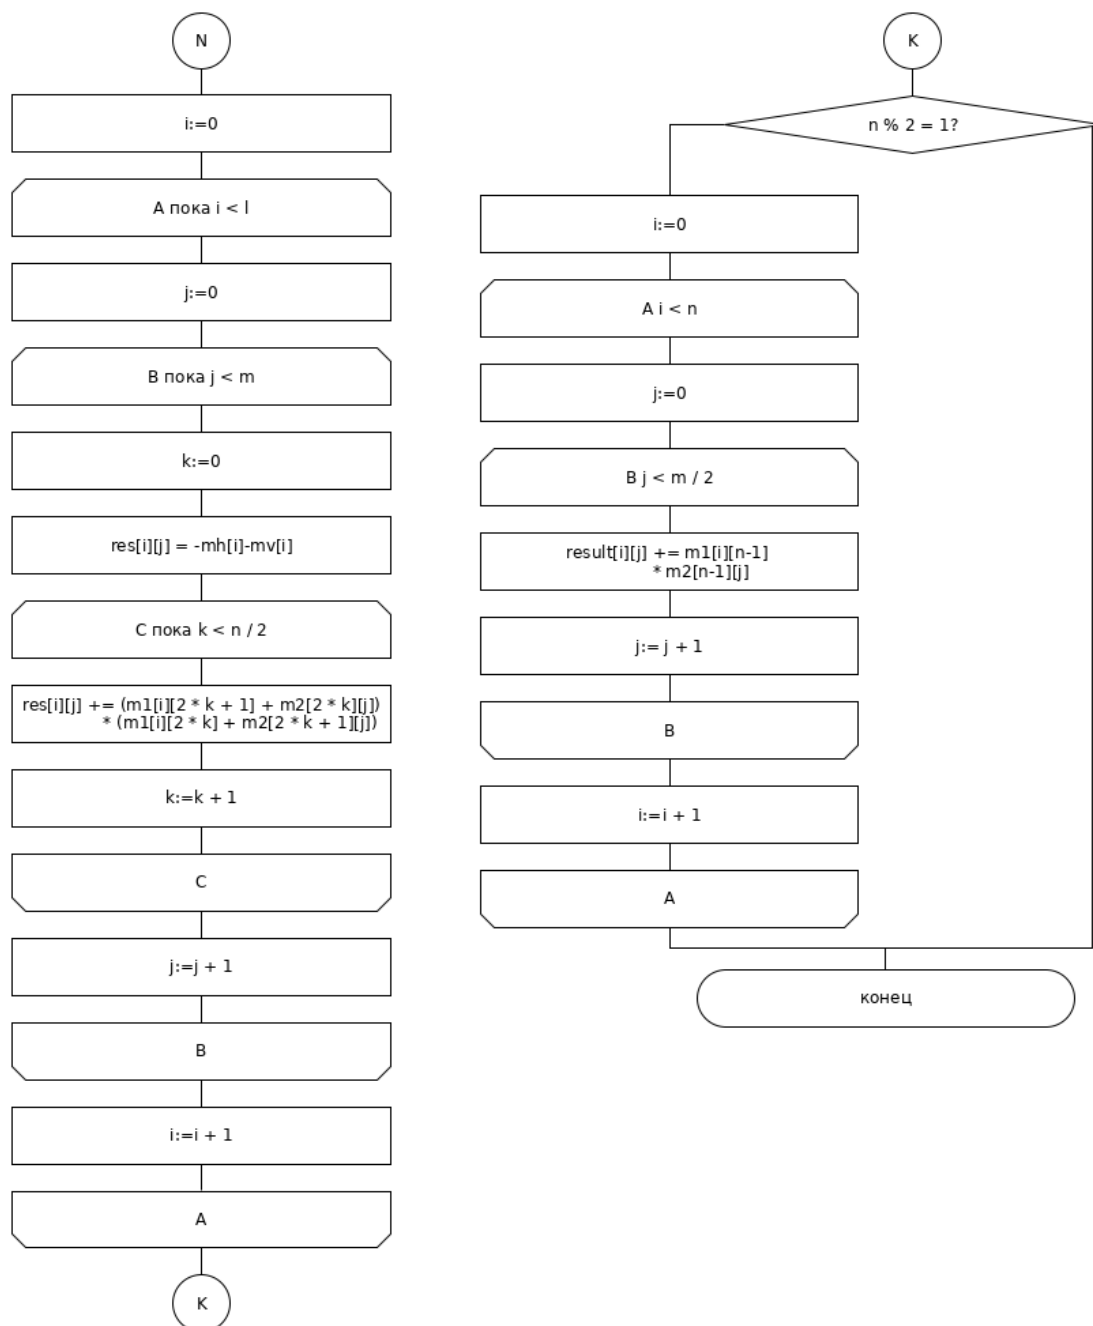 N
i:=0
A пока i < l
j:=0
B пока j < m
k:=0
res[i][j] = -mh[i]-mv[i]
C пока k < n / 2
res[i][j] += (m1[i][2 * k + 1] + m2[2 * k][j])
* (m1[i][2 * k] + m2[2 * k + 1][j])
k:=k + 1
C
j:=j + 1
B
i:=i + 1
A
K
K
n % 2 = 1?
i:=0
A i < n
j:=0
B j < m / 2
result[i][j] += m1[i][n-1]
* m2[n-1][j]
j:= j + 1
B
i:=i + 1
A
конец